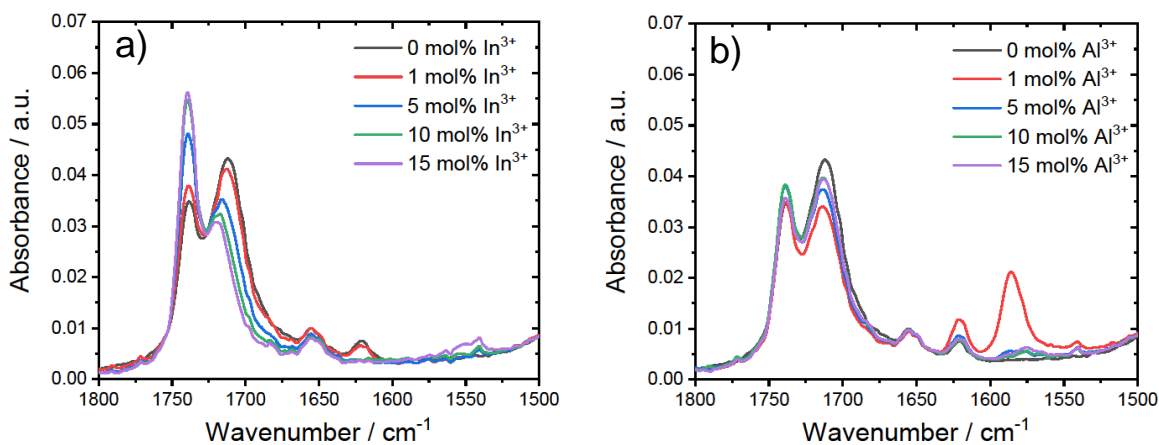 a)
0 mol% In³⁺
1 mol% In³⁺
5 mol% In³⁺
10 mol% In³⁺
15 mol% In³⁺
0.07
0.06
0.05
0.04
0.03
0.02
0.01
0.00
Absorbance / a.u.
1800 1750 1700 1650 1600 1550 1500
Wavenumber / cm⁻¹
b)
0 mol% Al³⁺
1 mol% Al³⁺
5 mol% Al³⁺
10 mol% Al³⁺
15 mol% Al³⁺
0.07
0.06
0.05
0.04
0.03
0.02
0.01
0.00
Absorbance / a.u.
1800 1750 1700 1650 1600 1550 1500
Wavenumber / cm⁻¹